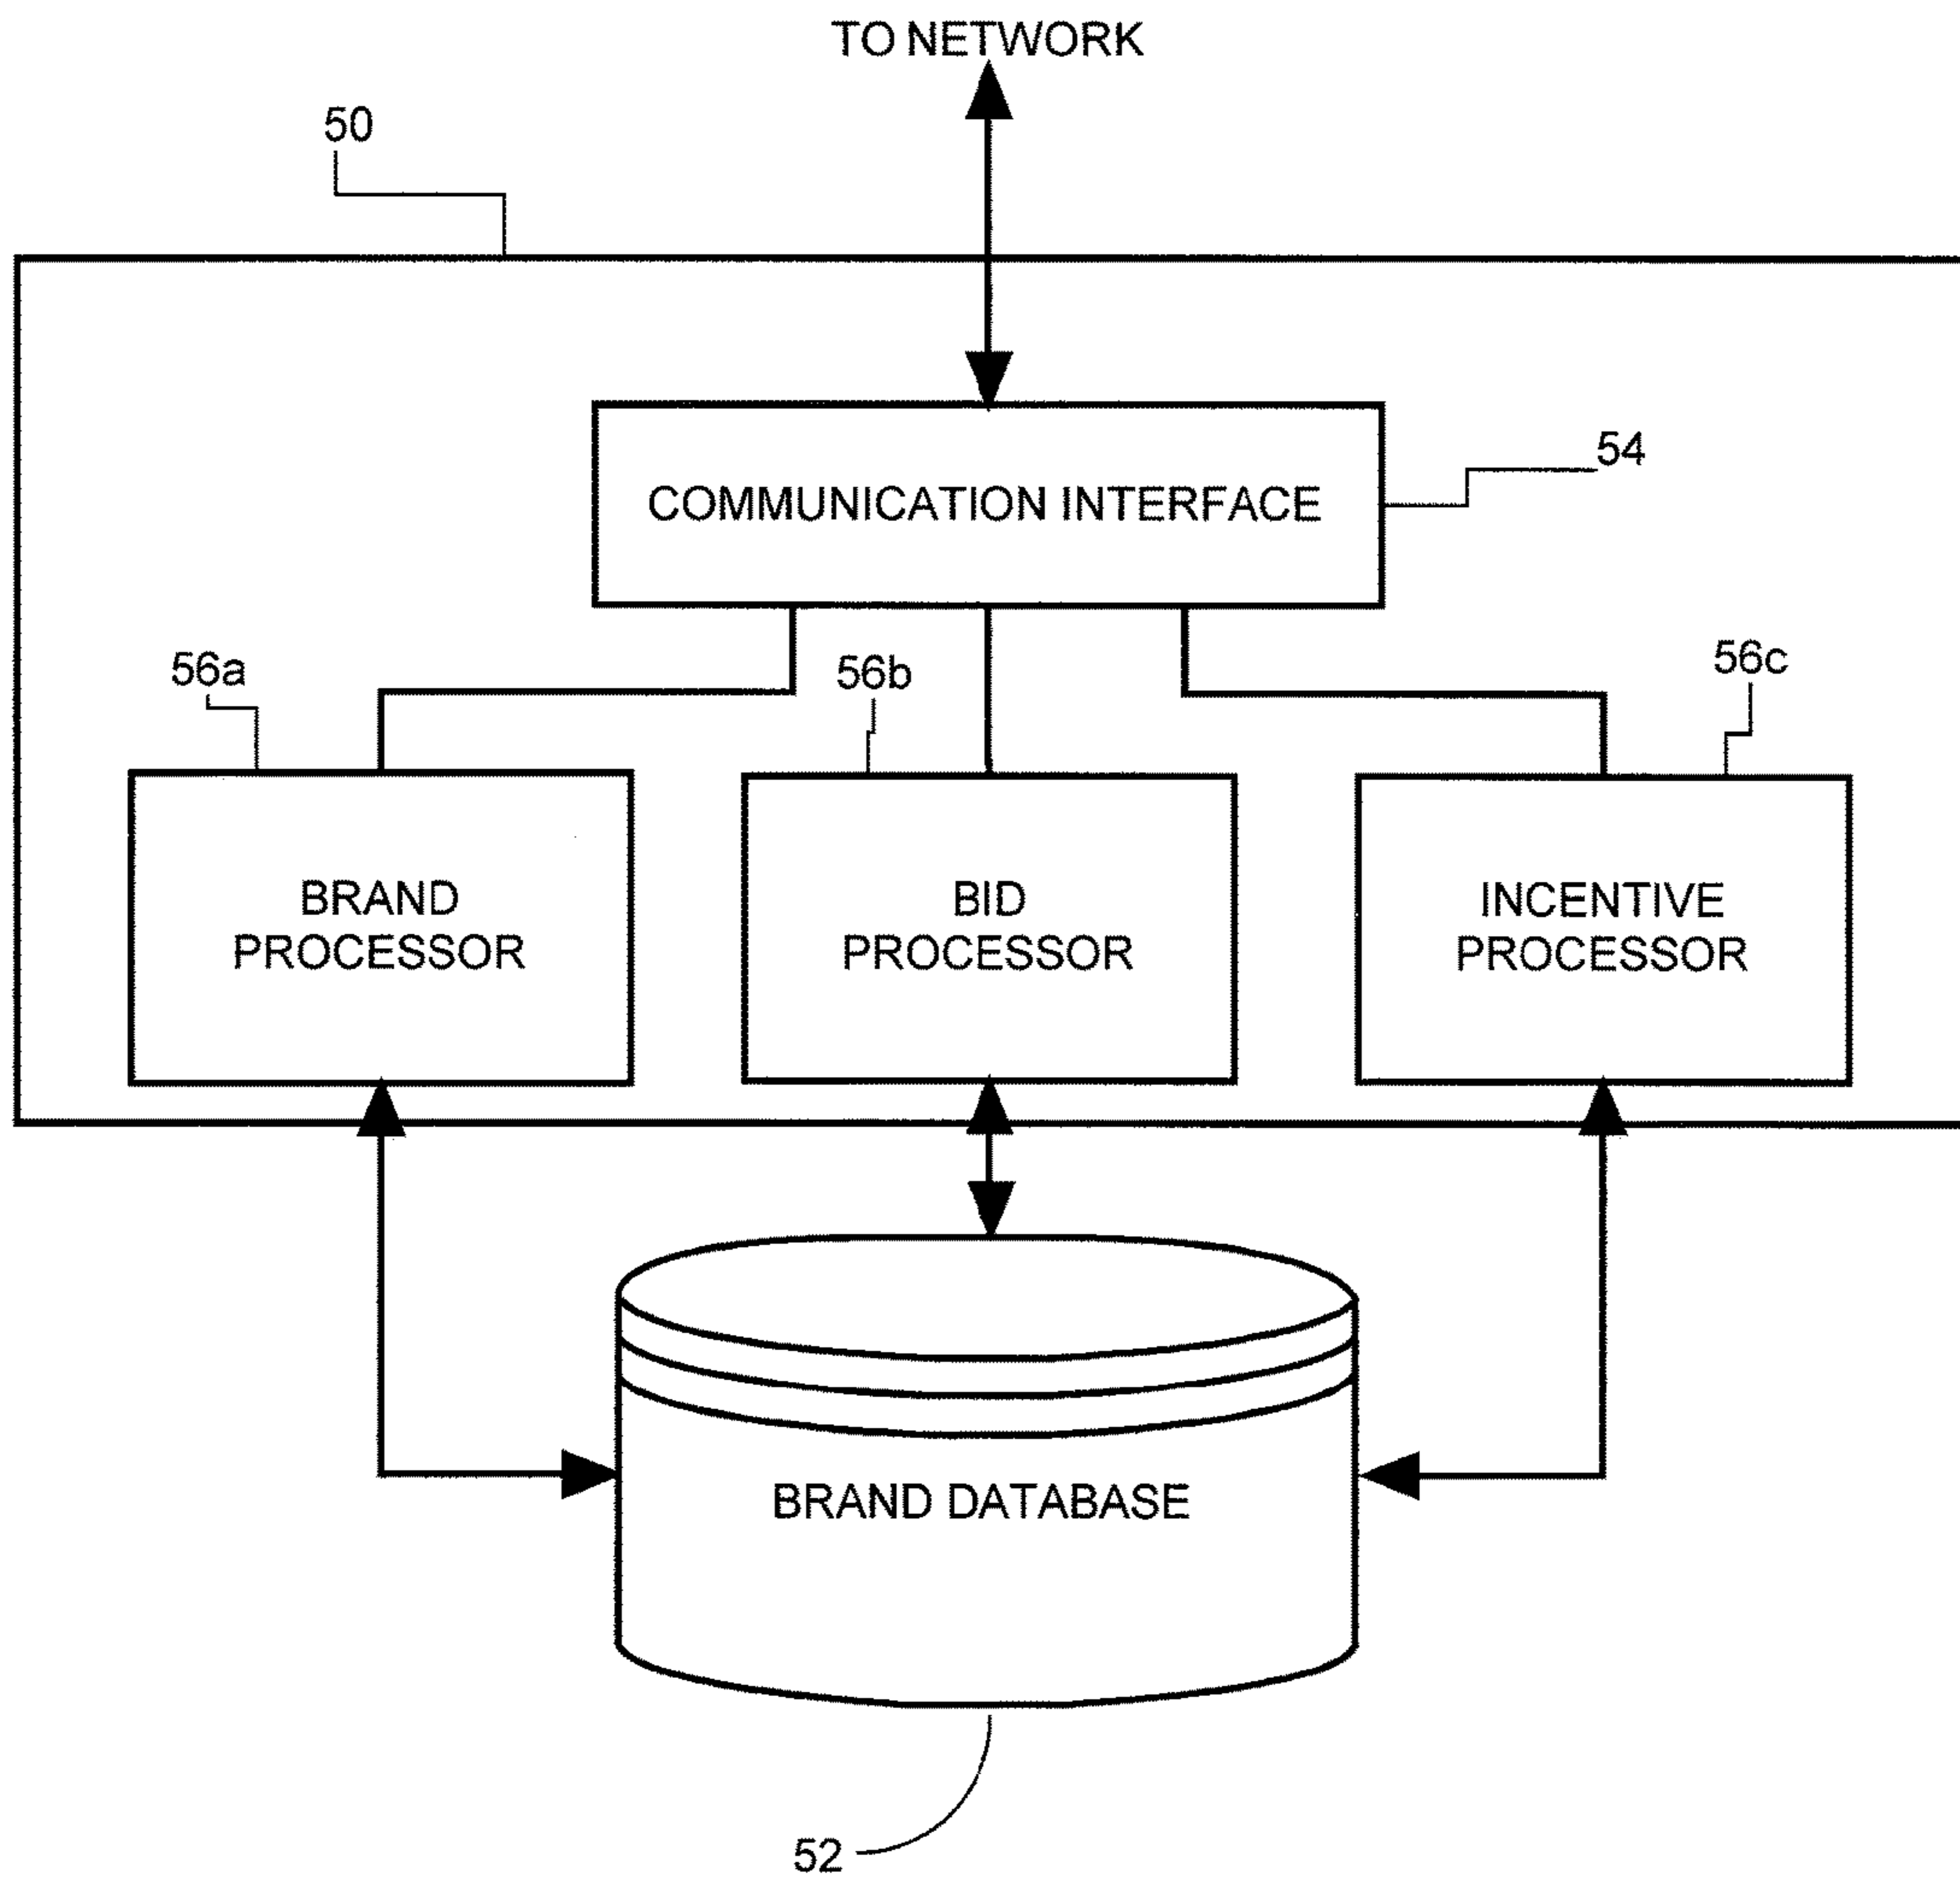 TO NETWORK
50
COMMUNICATION INTERFACE
54
56a
56b
56c
BRAND
PROCESSOR
BID
PROCESSOR
INCENTIVE
PROCESSOR
BRAND DATABASE
52